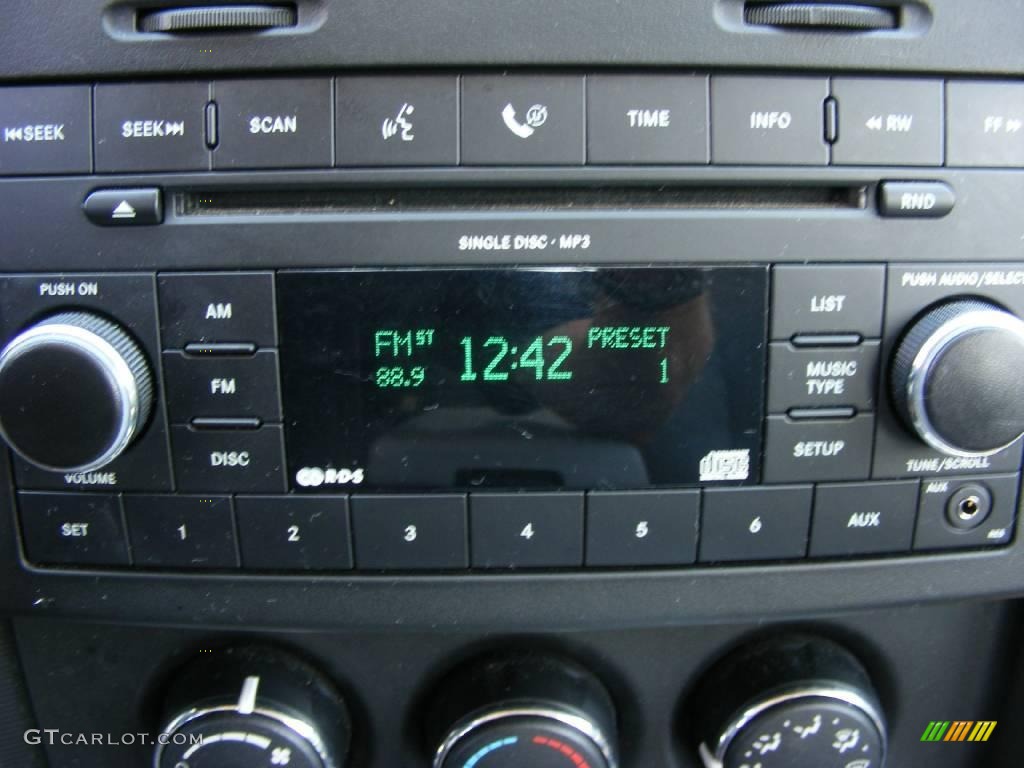 SEEK
SEEK
SCAN
TIME
INFO
RW
FF
RND
SINGLE DISC · MP3
PUSH ON
VOLUME
AM
FM
DISC
FM ST
88.9
12:42
PRESET
1
RDS
disc
LIST
MUSIC
TYPE
SETUP
PUSH AUDIO/SELECT
TUNE/SCROLL
SET
1
2
3
4
5
6
AUX
AUX
GTCARLOT.COM